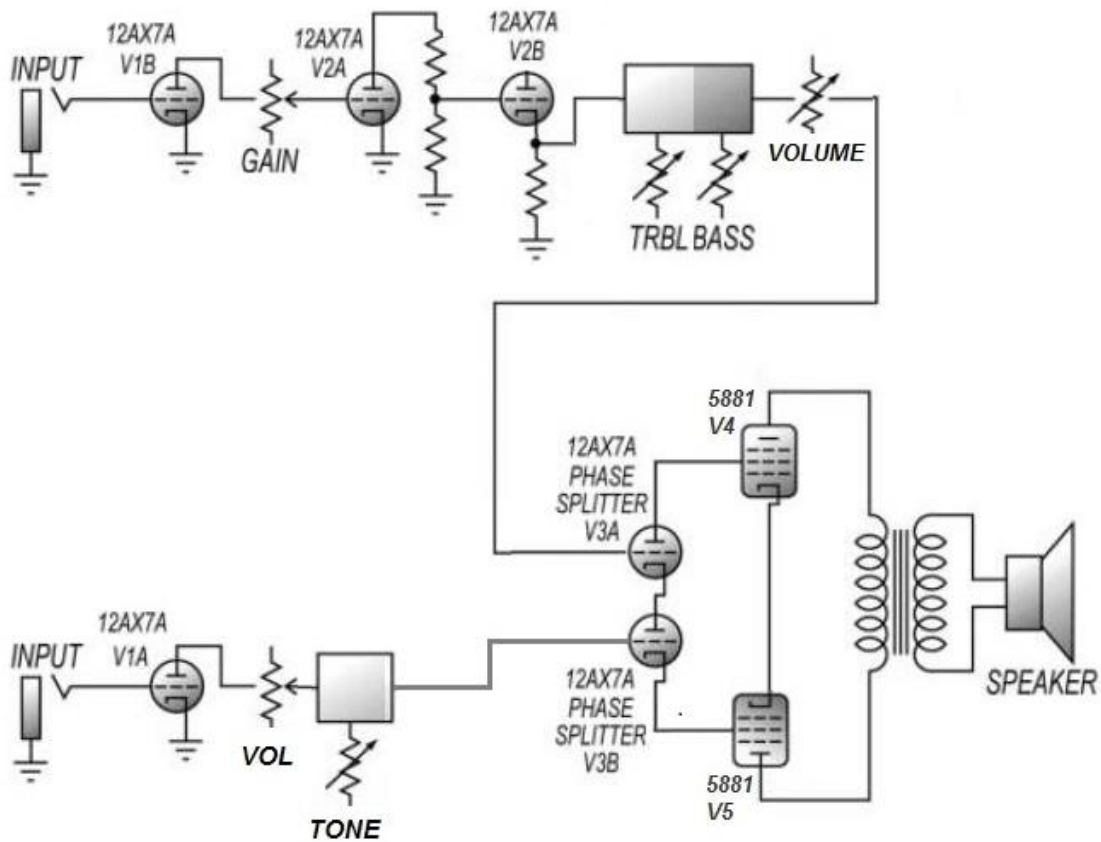 12AX7A
V1B
INPUT
GAIN
12AX7A
V2A
12AX7A
V2B
TRBL BASS
VOLUME
5881
V4
12AX7A
PHASE
SPLITTER
V3A
12AX7A
V1A
INPUT
VOL
TONE
12AX7A
PHASE
SPLITTER
V3B
5881
V5
SPEAKER